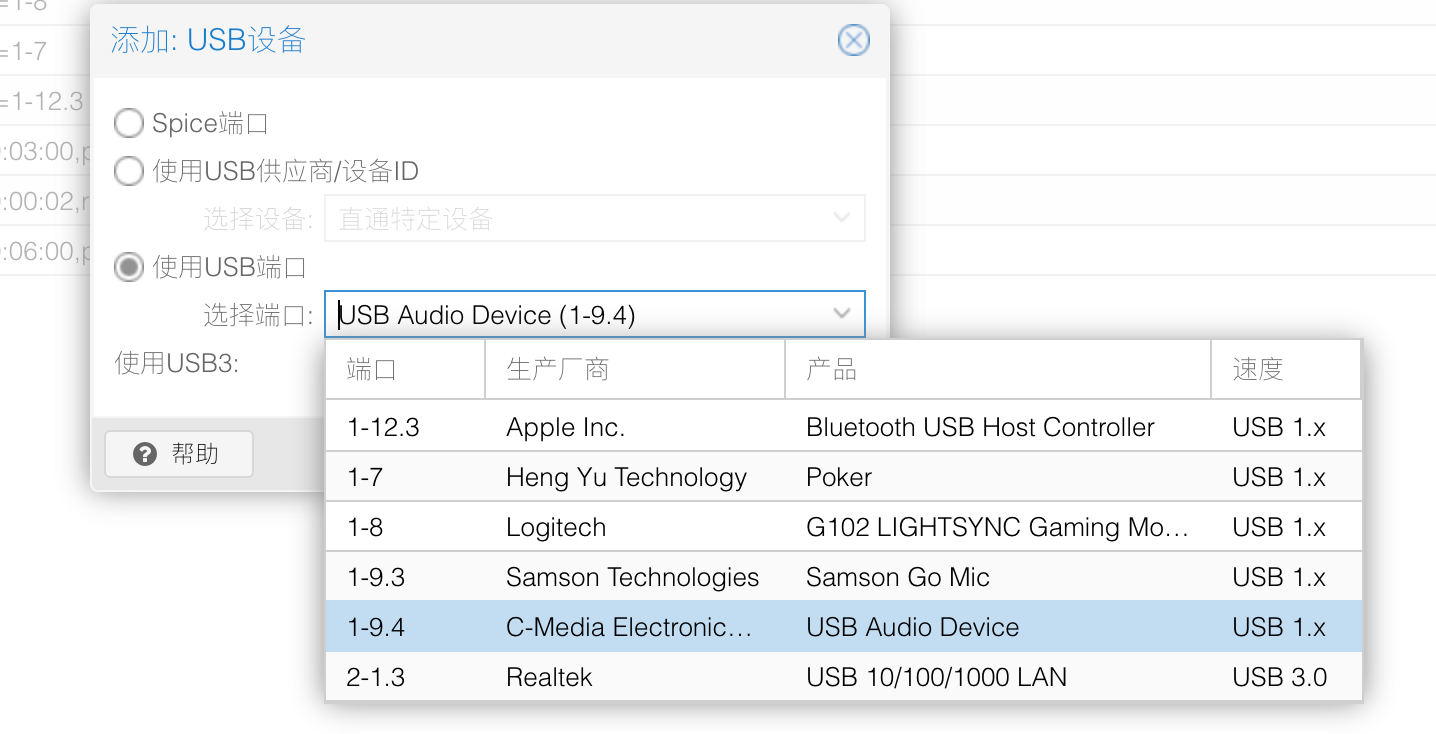 =1-8
添加: USB设备
=1-7
=1-12.3
Spice端口
:03:00,p
使用USB供应商/设备ID
:00:02,r
选择设备: 直通特定设备
:06:00,p
使用USB端口
选择端口: USB Audio Device (1-9.4)
使用USB3:
端口 生产厂商 产品 速度
1-12.3 Apple Inc. Bluetooth USB Host Controller USB 1.x
帮助
1-7 Heng Yu Technology Poker USB 1.x
1-8 Logitech G102 LIGHTSYNC Gaming Mo... USB 1.x
1-9.3 Samson Technologies Samson Go Mic USB 1.x
1-9.4 C-Media Electronic... USB Audio Device USB 1.x
2-1.3 Realtek USB 10/100/1000 LAN USB 3.0